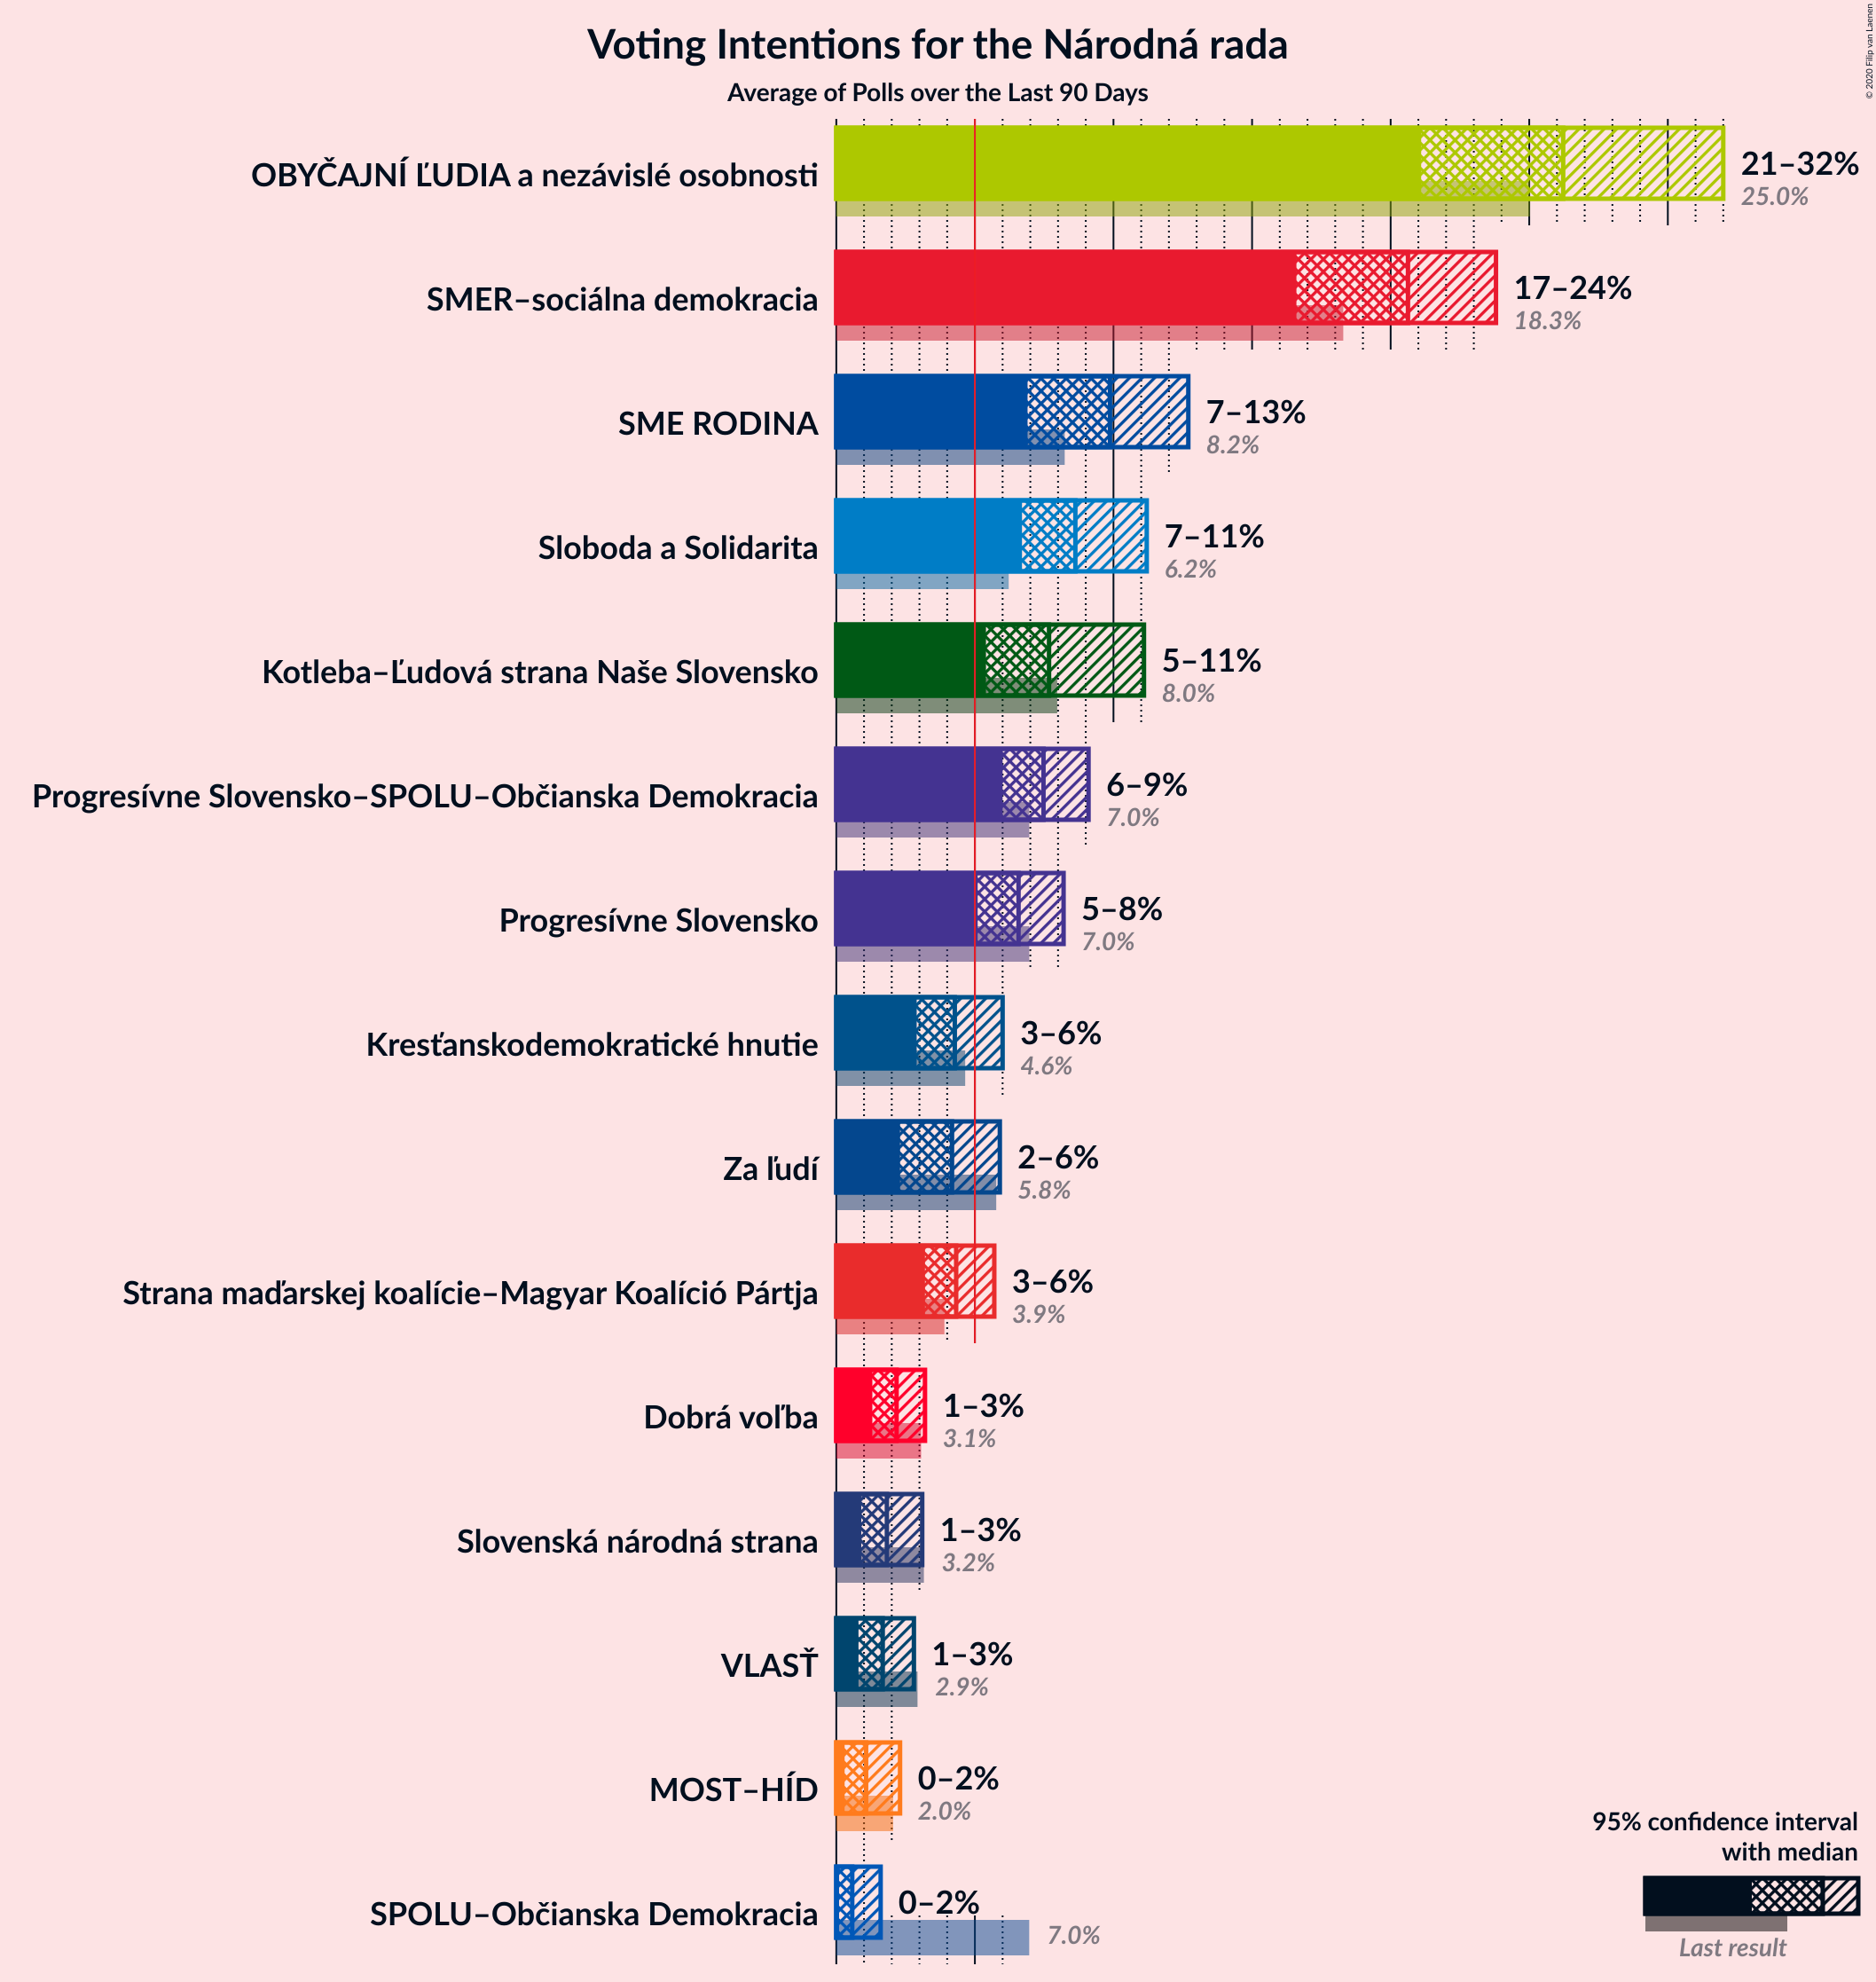 Voting Intentions for the Národná rada
Average of Polls over the Last 90 Days
© 2020 Filip van Laenen
OBYČAJNÍ ĽUDIA a nezávislé osobnosti
21–32%
25.0%
SMER–sociálna demokracia
17–24%
18.3%
SME RODINA
7–13%
8.2%
Sloboda a Solidarita
7–11%
6.2%
Kotleba–Ľudová strana Naše Slovensko
5–11%
8.0%
Progresívne Slovensko–SPOLU–Občianska Demokracia
6–9%
7.0%
Progresívne Slovensko
5–8%
7.0%
Kresťanskodemokratické hnutie
3–6%
4.6%
Za ľudí
2–6%
5.8%
Strana maďarskej koalície–Magyar Koalíció Pártja
3–6%
3.9%
Dobrá voľba
1–3%
3.1%
Slovenská národná strana
1–3%
3.2%
VLASŤ
1–3%
2.9%
MOST–HÍD
0–2%
2.0%
SPOLU–Občianska Demokracia
0–2%
7.0%
95% confidence interval
with median
Last result